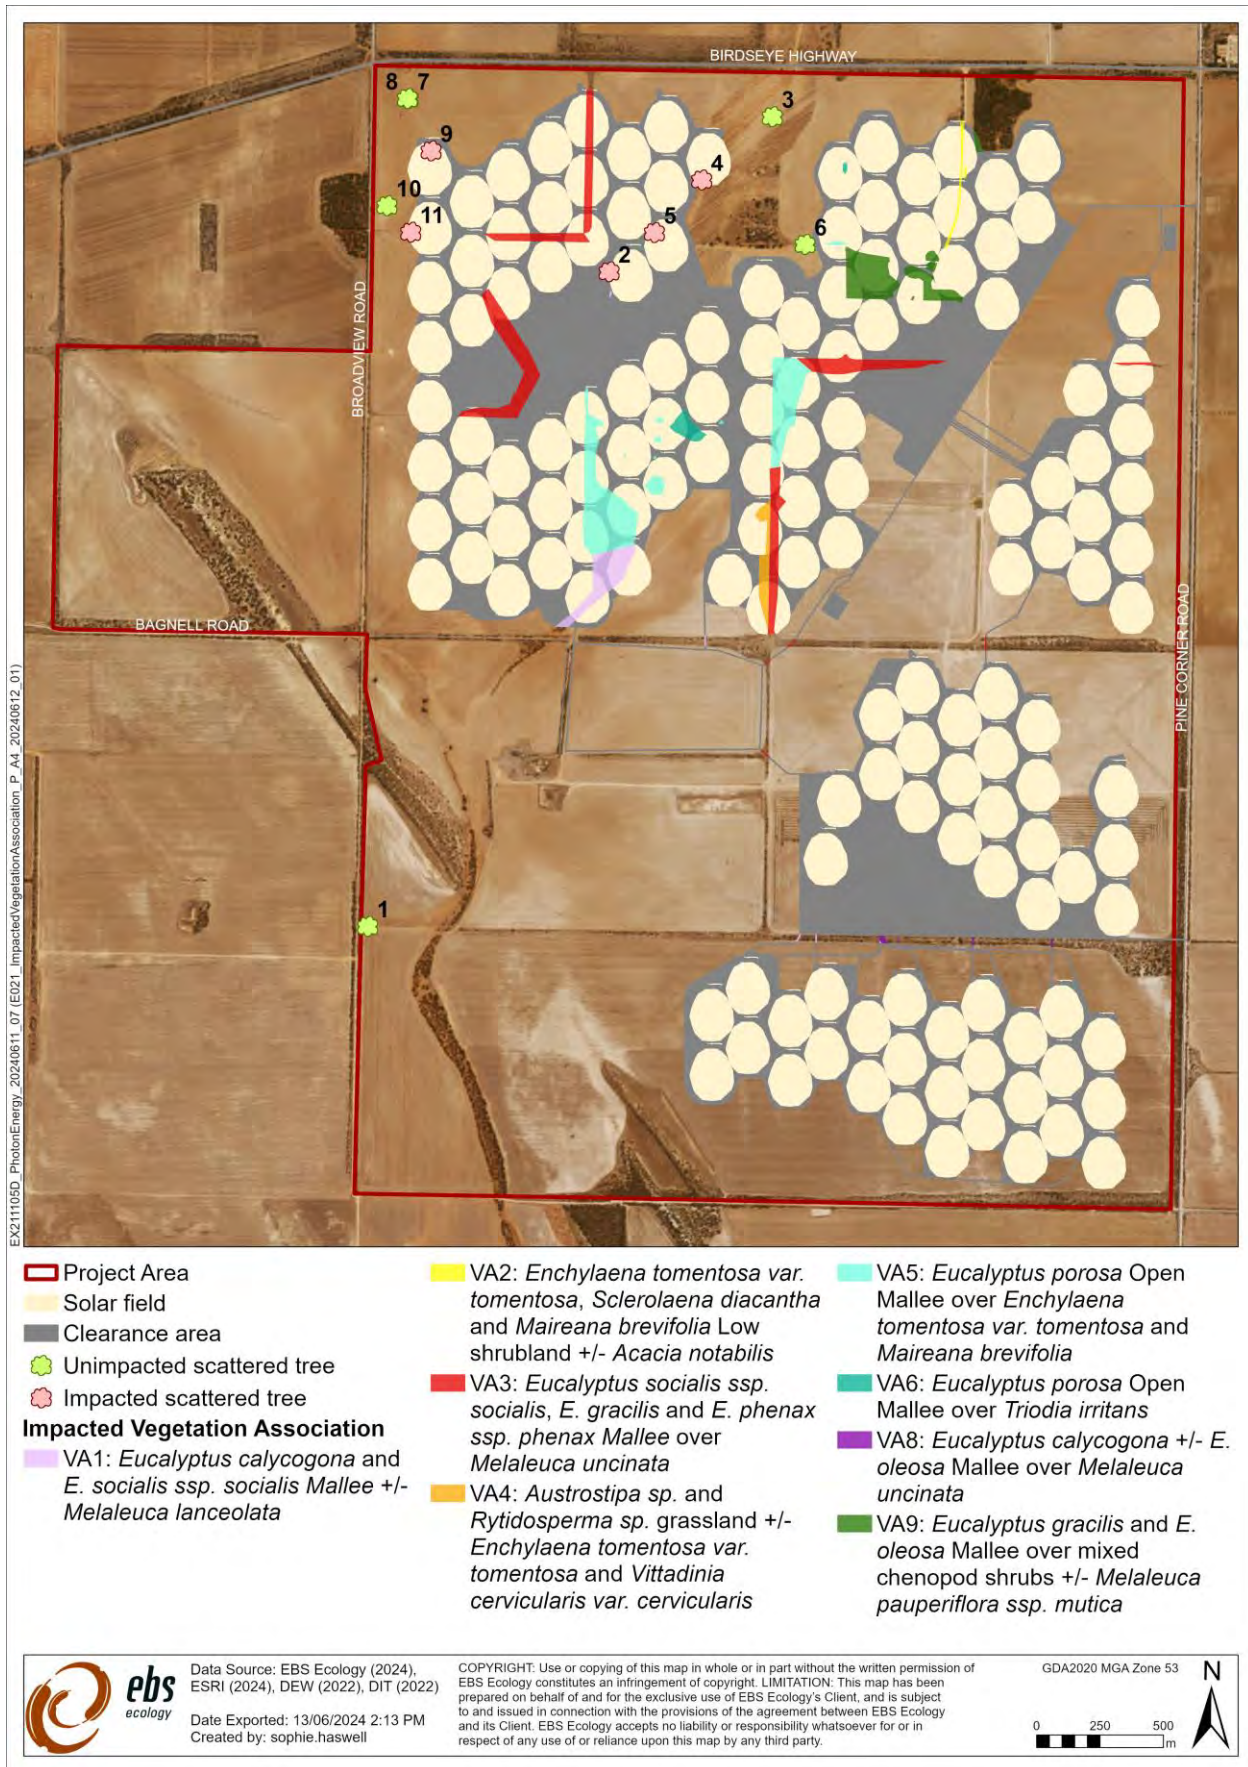 BIRDSEYE HIGHWAY
8 7
3
9
4
10
11
5
6
2
BROADVIEW ROAD
BAGNELL ROAD
PINE CORNER ROAD
1
EX211105D_PhotonEnergy_20240611_07 (E021_ImpactedVegetationAssociation_P_A4_20240612_01)
Project Area
Solar field
Clearance area
Unimpacted scattered tree
Impacted scattered tree
Impacted Vegetation Association
VA1: Eucalyptus calycogona and
E. socialis ssp. socialis Mallee +/-
Melaleuca lanceolata
VA2: Enchylaena tomentosa var.
tomentosa, Sclerolaena diacantha
and Maireana brevifolia Low
shrubland +/- Acacia notabilis
VA3: Eucalyptus socialis ssp.
socialis, E. gracilis and E. phenax
ssp. phenax Mallee over
Melaleuca uncinata
VA4: Austrostipa sp. and
Rytidosperma sp. grassland +/-
Enchylaena tomentosa var.
tomentosa and Vittadinia
cervicularis var. cervicularis
VA5: Eucalyptus porosa Open
Mallee over Enchylaena
tomentosa var. tomentosa and
Maireana brevifolia
VA6: Eucalyptus porosa Open
Mallee over Triodia irritans
VA8: Eucalyptus calycogona +/- E.
oleosa Mallee over Melaleuca
uncinata
VA9: Eucalyptus gracilis and E.
oleosa Mallee over mixed
chenopod shrubs +/- Melaleuca
pauperiflora ssp. mutica
ebs
ecology
Data Source: EBS Ecology (2024),
ESRI (2024), DEW (2022), DIT (2022)
Date Exported: 13/06/2024 2:13 PM
Created by: sophie.haswell
COPYRIGHT: Use or copying of this map in whole or in part without the written permission of
EBS Ecology constitutes an infringement of copyright. LIMITATION: This map has been
prepared on behalf of and for the exclusive use of EBS Ecology's Client, and is subject
to and issued in connection with the provisions of the agreement between EBS Ecology
and its Client. EBS Ecology accepts no liability or responsibility whatsoever for or in
respect of any use of or reliance upon this map by any third party.
GDA2020 MGA Zone 53
N
0 250 500
m